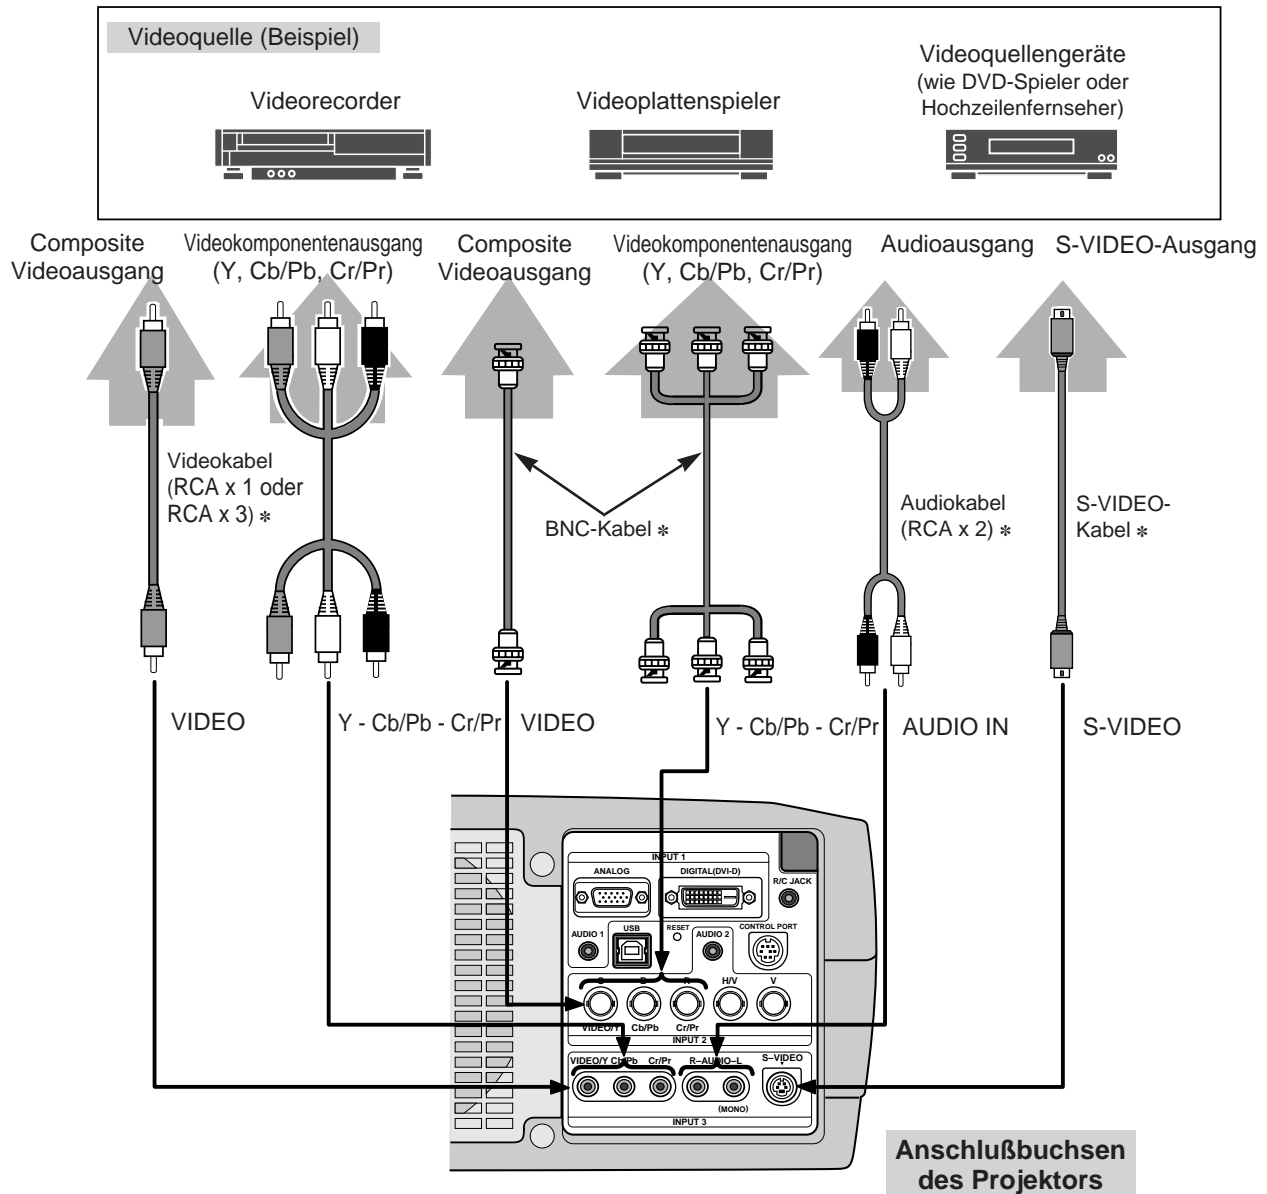 Videoquelle (Beispiel)
Videorecorder
Videoplattenspieler
Videoquellengeräte
(wie DVD-Spieler oder
Hochzeilenfernseher)
Composite
Videoausgang
Videokomponentenausgang
(Y, Cb/Pb, Cr/Pr)
Composite
Videoausgang
Videokomponentenausgang
(Y, Cb/Pb, Cr/Pr)
Audioausgang
S-VIDEO-Ausgang
Videokabel
(RCA x 1 oder
RCA x 3) ✻
BNC-Kabel ✻
Audiokabel
(RCA x 2) ✻
S-VIDEO-
Kabel ✻
VIDEO
Y - Cb/Pb - Cr/Pr
VIDEO
Y - Cb/Pb - Cr/Pr
AUDIO IN
S-VIDEO
INPUT 1
ANALOG
DIGITAL(DVI-D)
R/C JACK
AUDIO 1
USB
RESET
AUDIO 2
CONTROL PORT
G
B
R
H/V
V
VIDEO/Y
Cb/Pb
Cr/Pr
INPUT 2
VIDEO/Y
Cb/Pb
Cr/Pr
R–AUDIO–L
S–VIDEO
(MONO)
INPUT 3
Anschlußbuchsen
des Projektors